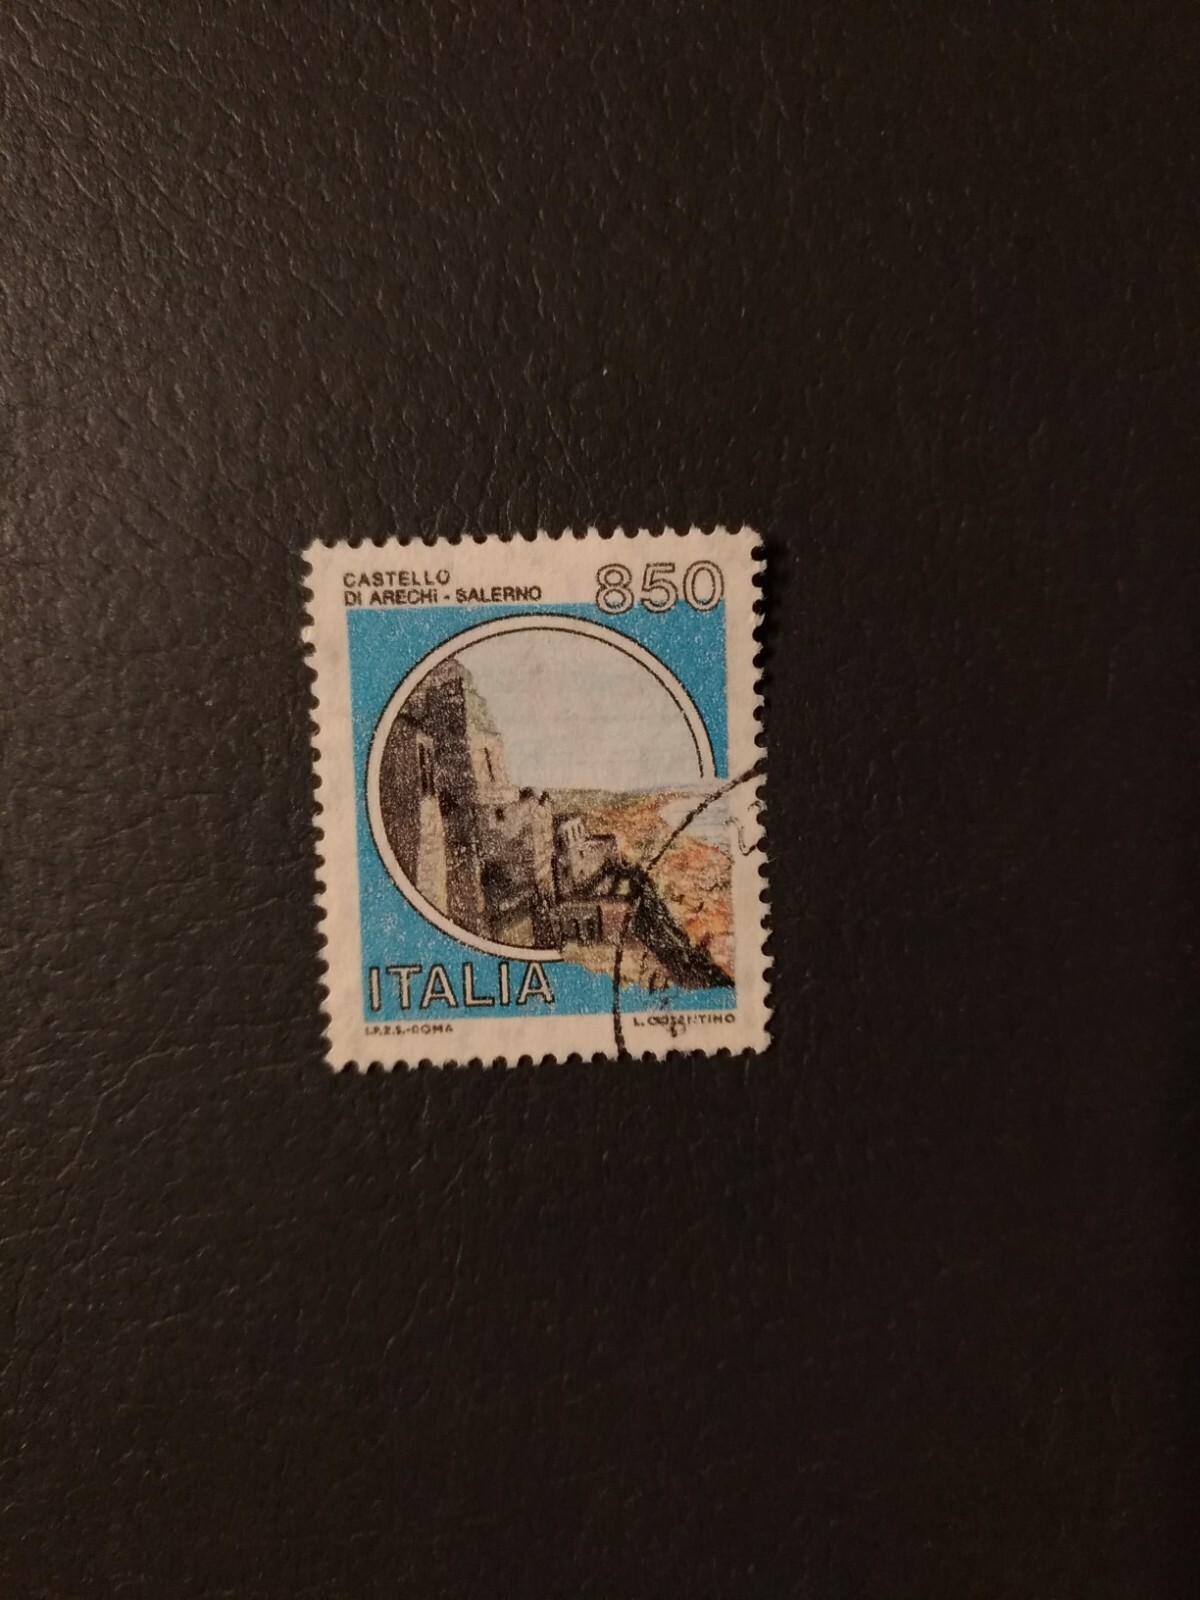 CASTELLO
DI ARECHI - SALERNO
850
ITALIA
I.P.Z.S.-ROMA
L. COSENTINO